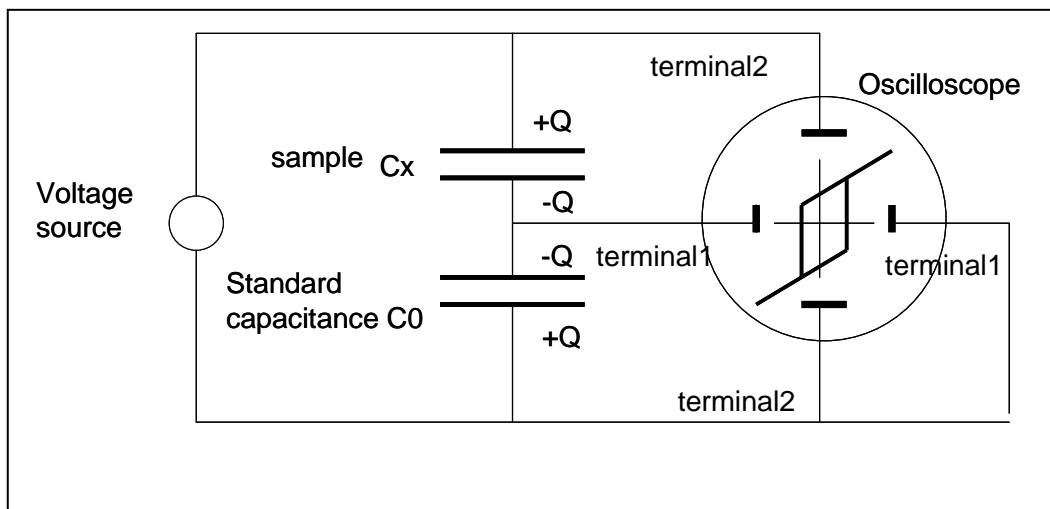 terminal2
Oscilloscope
+Q
sample Cx
Voltage
source
-Q
-Q
terminal1
terminal1
Standard
capacitance C0
+Q
terminal2